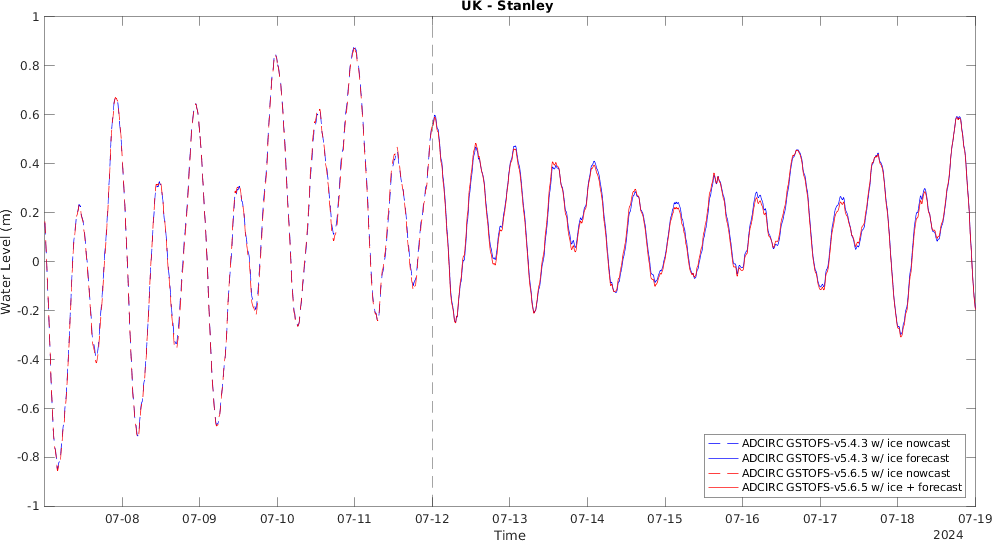 UK - Stanley
Water Level (m)
1
0.8
0.6
0.4
0.2
0
-0.2
-0.4
-0.6
-0.8
-1
ADCIRC GSTOFS-v5.4.3 w/ ice nowcast
ADCIRC GSTOFS-v5.4.3 w/ ice forecast
ADCIRC GSTOFS-v5.6.5 w/ ice nowcast
ADCIRC GSTOFS-v5.6.5 w/ ice + forecast
07-08 07-09 07-10 07-11 07-12 07-13 07-14 07-15 07-16 07-17 07-18 07-19
Time
2024